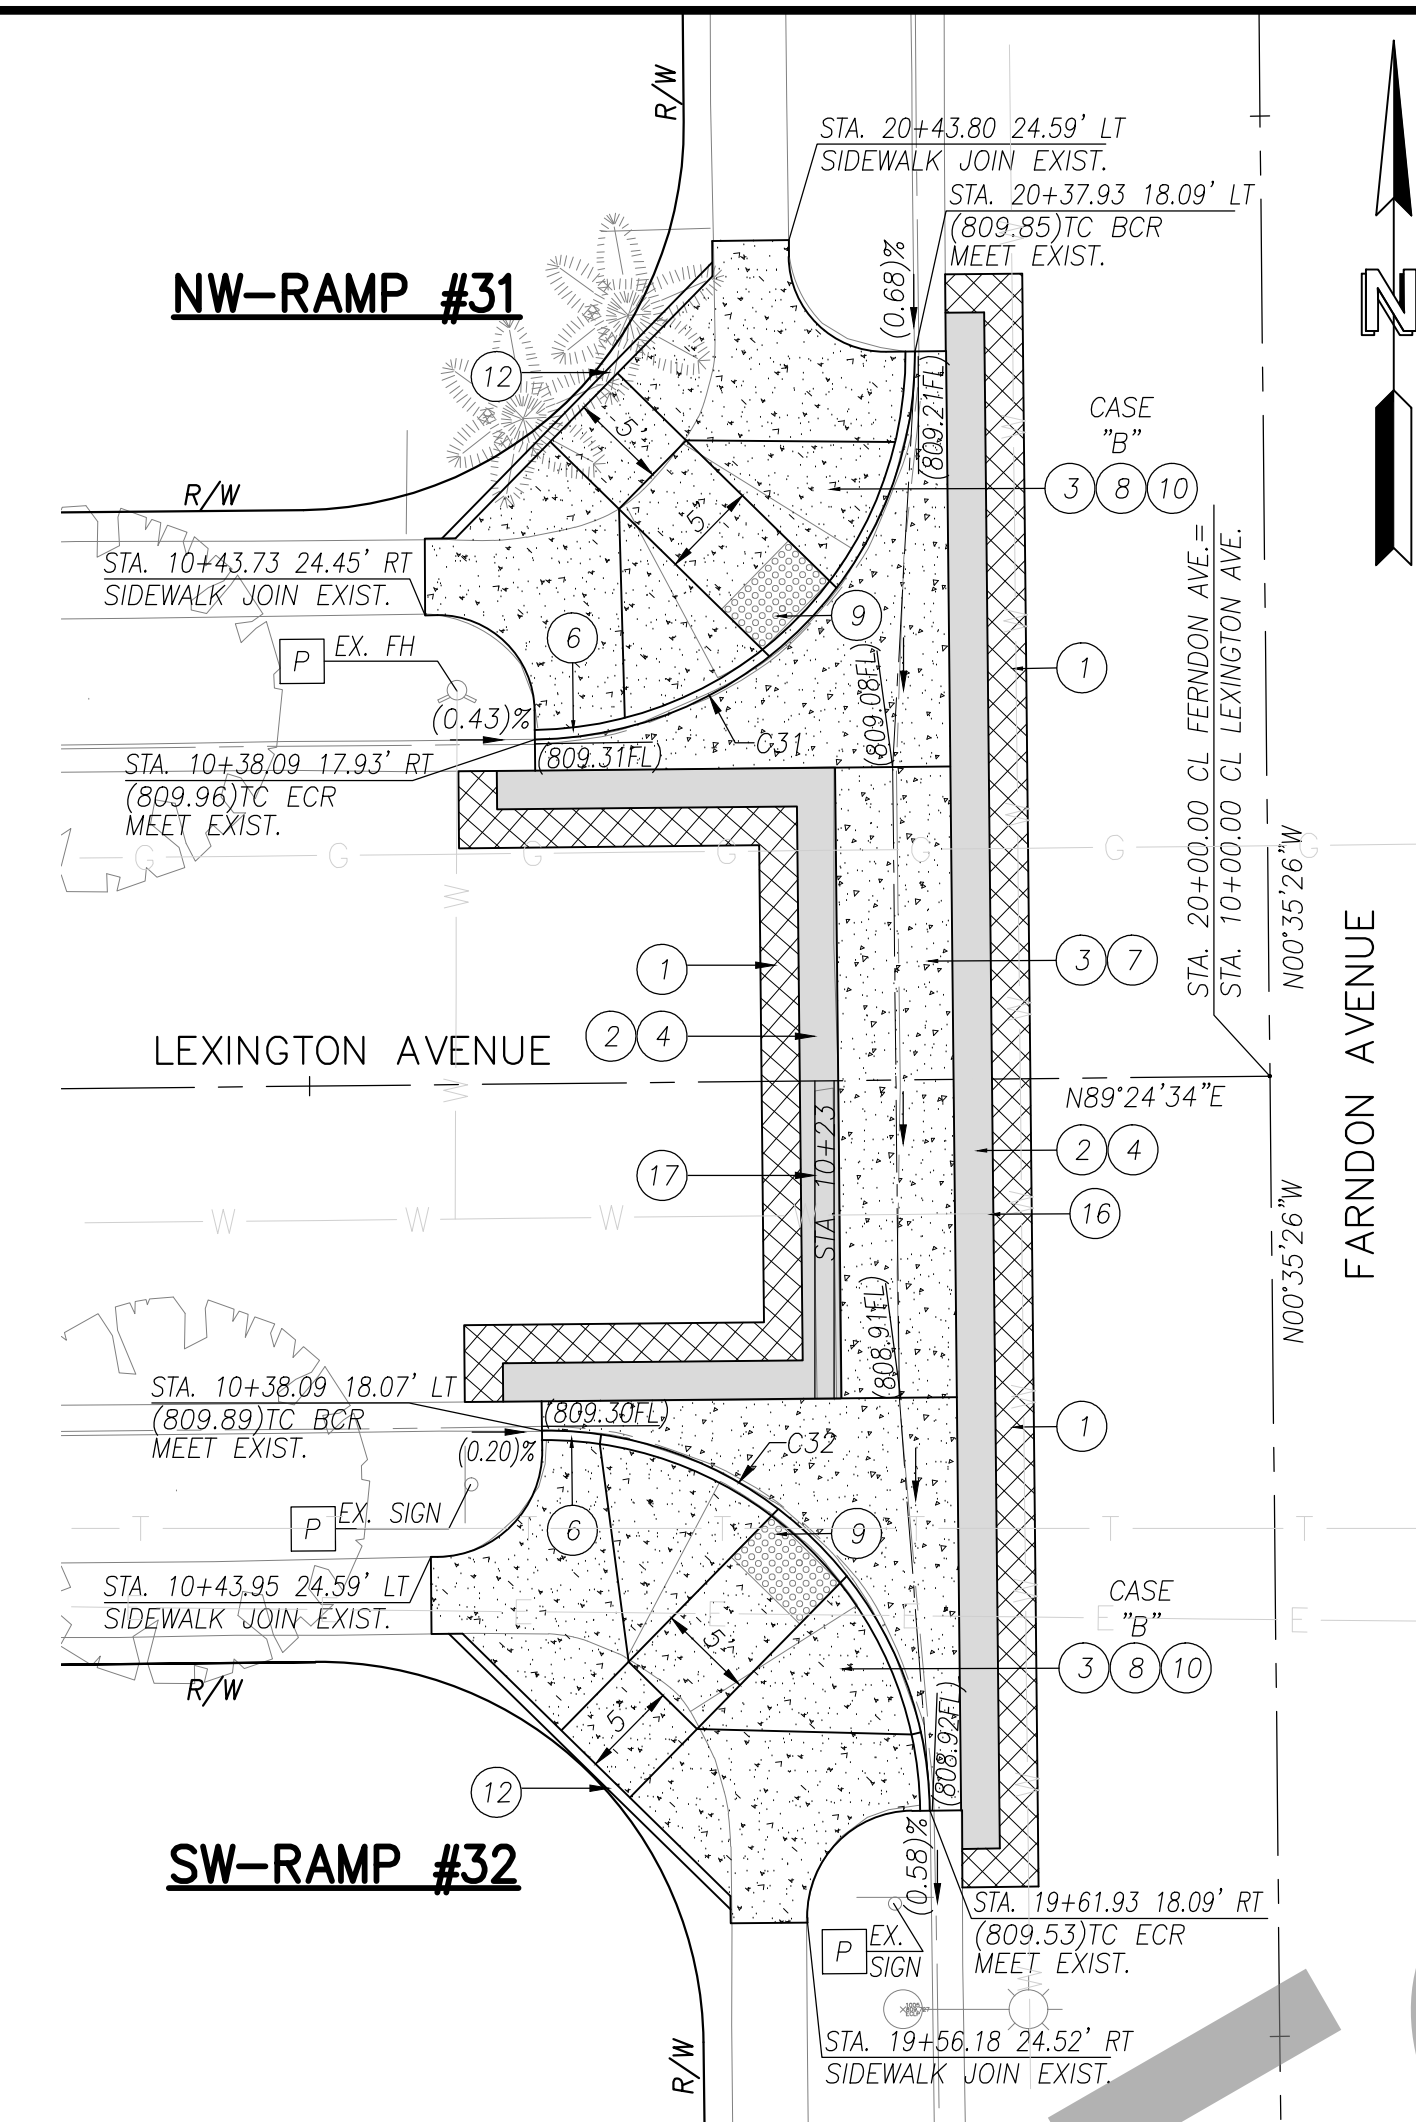 R/W
STA. 20+43.80 24.59' LT
SIDEWALK JOIN EXIST.
STA. 20+37.93 18.09' LT
(809.85)TC BCR
MEET EXIST.
(0.68)%
N
NW-RAMP #31
12
5'
(809.21FL)
CASE
"B"
3 8 10
R/W
5'
STA. 10+43.73 24.45' RT
SIDEWALK JOIN EXIST.
9
6
P EX. FH
1
(809.08FL)
(0.43)%
C31
(809.31FL)
STA. 10+38.09 17.93' RT
(809.96)TC ECR
MEET EXIST.
STA. 20+00.00 CL FERNDON AVE.=
STA. 10+00.00 CL LEXINGTON AVE.
N00°35'26"W
G G G G G G G
W
1
3 7
2 4
LEXINGTON AVENUE
W
N89°24'34"E
FARNDON AVENUE
STA. 10+23
2 4
17
16
W W W W
N00°35'26"W
(808.91FL)
STA. 10+38.09 18.07' LT
(809.89)TC BCR
MEET EXIST.
(809.30FL)
(0.20)%
C32
1
P EX. SIGN
6
9
T T T T T T T
STA. 10+43.95 24.59' LT
SIDEWALK JOIN EXIST.
CASE
"B"
E E E E E
5'
3 8 10
R/W
5'
(808.92FL)
12
SW-RAMP #32
(0.58)%
STA. 19+61.93 18.09' RT
(809.53)TC ECR
MEET EXIST.
P EX.
SIGN
STA. 19+56.18 24.52' RT
SIDEWALK JOIN EXIST.
R/W